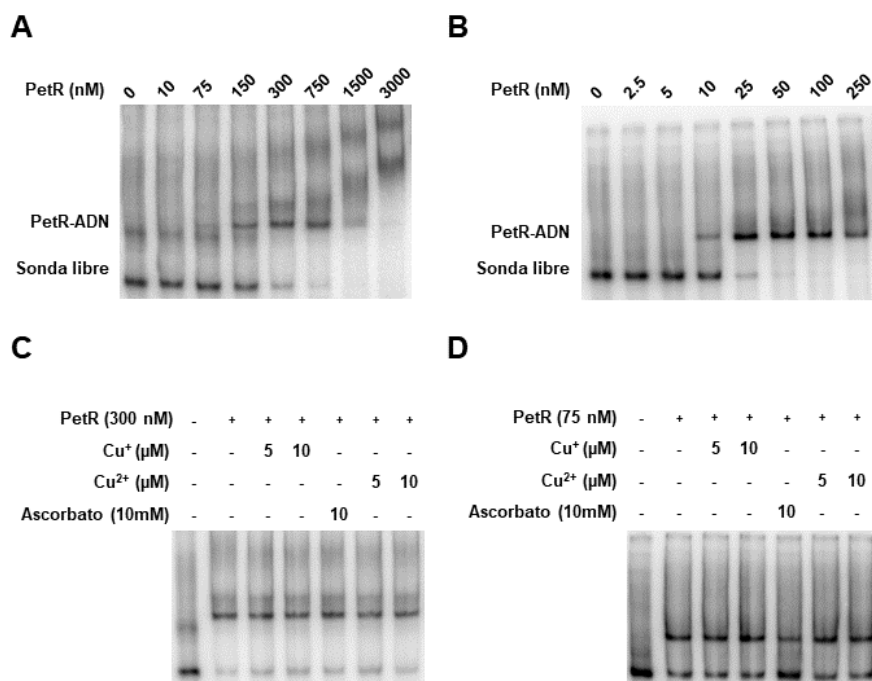 A
PetR (nM) 0 10 75 150 300 750 1500 3000
PetR-ADN
Sonda libre
B
PetR (nM) 0 2.5 5 10 25 50 100 250
PetR-ADN
Sonda libre
C
PetR (300 nM) - + + + + + +
Cu⁺ (µM) - - 5 10 - - -
Cu²⁺ (µM) - - - - - 5 10
Ascorbato (10mM) - - - - 10 - -
D
PetR (75 nM) - + + + + + +
Cu⁺ (µM) - - 5 10 - - -
Cu²⁺ (µM) - - - - - 5 10
Ascorbato (10mM) - - - - 10 - -